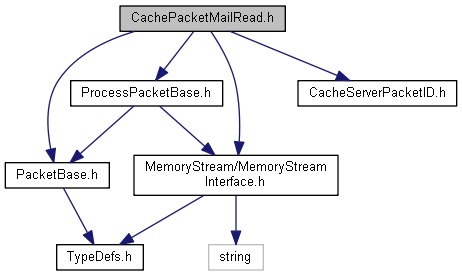 CachePacketMailRead.h
ProcessPacketBase.h
CacheServerPacketID.h
PacketBase.h
MemoryStream/MemoryStream
Interface.h
TypeDefs.h
string